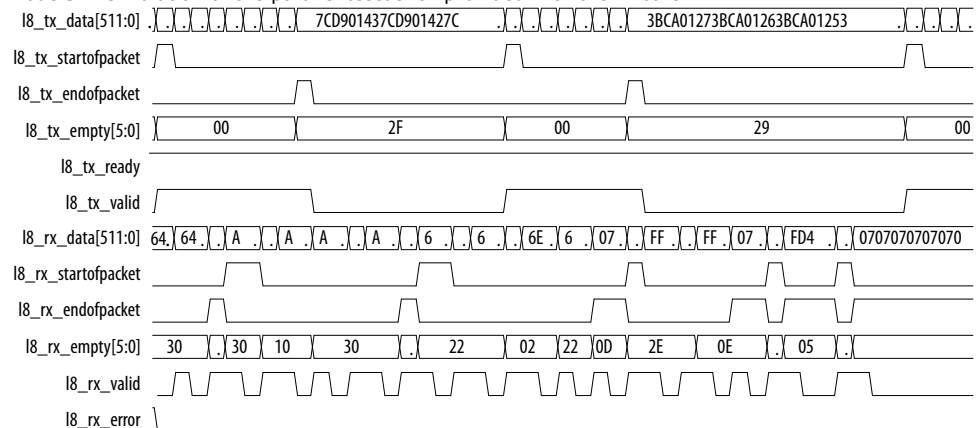 l8_tx_data[511:0] . . . . . . . . 7CD901437CD901427C . . . . . . . . 3BCA01273BCA01263BCA01253 . . . .
l8_tx_startofpacket
l8_tx_endofpacket
l8_tx_empty[5:0] 00 2F 00 29 00
l8_tx_ready
l8_tx_valid
l8_rx_data[511:0] 64. 64 . . A . . A . A . . A . . 6 . . 6 . . 6E . 6 . 07 . . FF . . FF . 07 . . FD4 . . 0707070707070
l8_rx_startofpacket
l8_rx_endofpacket
l8_rx_empty[5:0] 30 . 30 10 30 . 22 02 22 0D 2E 0E . 05 .
l8_rx_valid
l8_rx_error